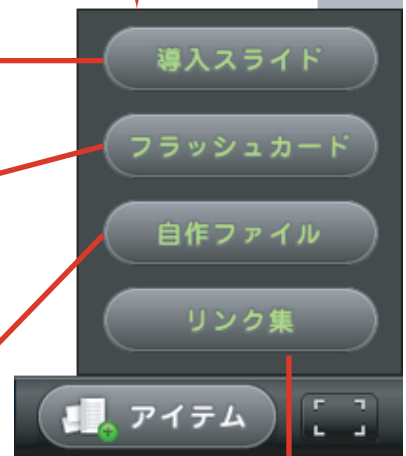 導入スライド
フラッシュカード
自作ファイル
リンク集
アイテム